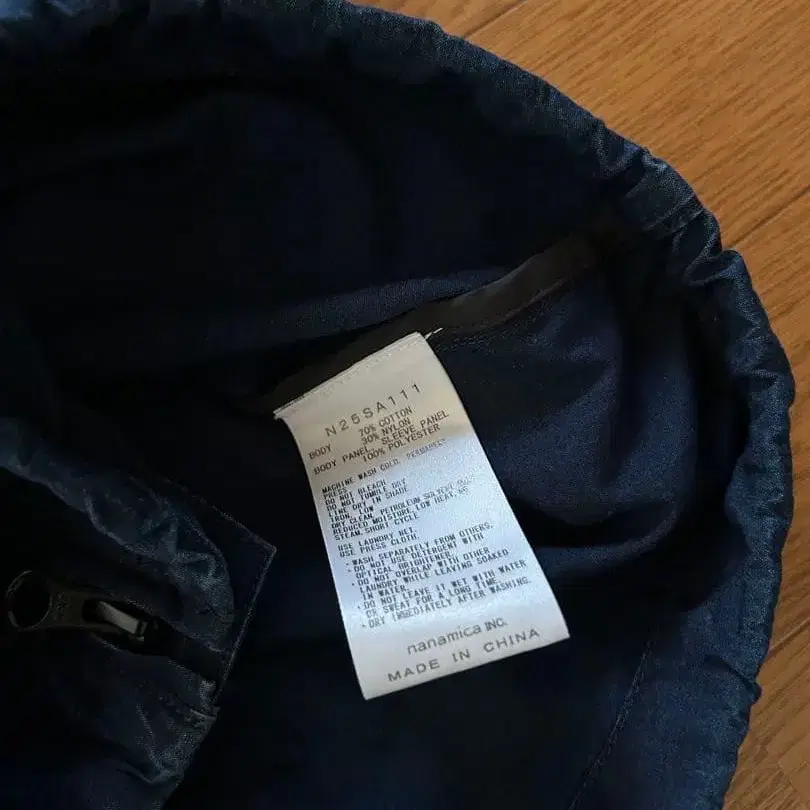 N25SA111
BODY 70% COTTON
30% NYLON
BODY PANEL, SLEEVE PANEL
100% POLYESTER
MACHINE WASH COLD, PERMANENT
PRESS
DO NOT BLEACH
DO NOT TUMBLE DRY
LINE DRY IN SHADE
IRON, LOW
DRY CLEAN, PETROLEUM SOLVENT
REDUCED MOISTURE, LOW HEAT, NO
STEAM, SHORT CYCLE
USE LAUNDRY NET.
USE PRESS CLOTH.
• WASH SEPARATELY FROM OTHERS.
• DO NOT USE DETERGENT WITH
OPTICAL BRIGHTENER.
• DO NOT OVERLAP WITH OTHER
LAUNDRY WHILE LEAVING SOAKED
IN WATER.
• DO NOT LEAVE IT WET WITH WATER
OR SWEAT FOR A LONG TIME.
• DRY IMMEDIATELY AFTER WASHING.
nanamica INC.
MADE IN CHINA